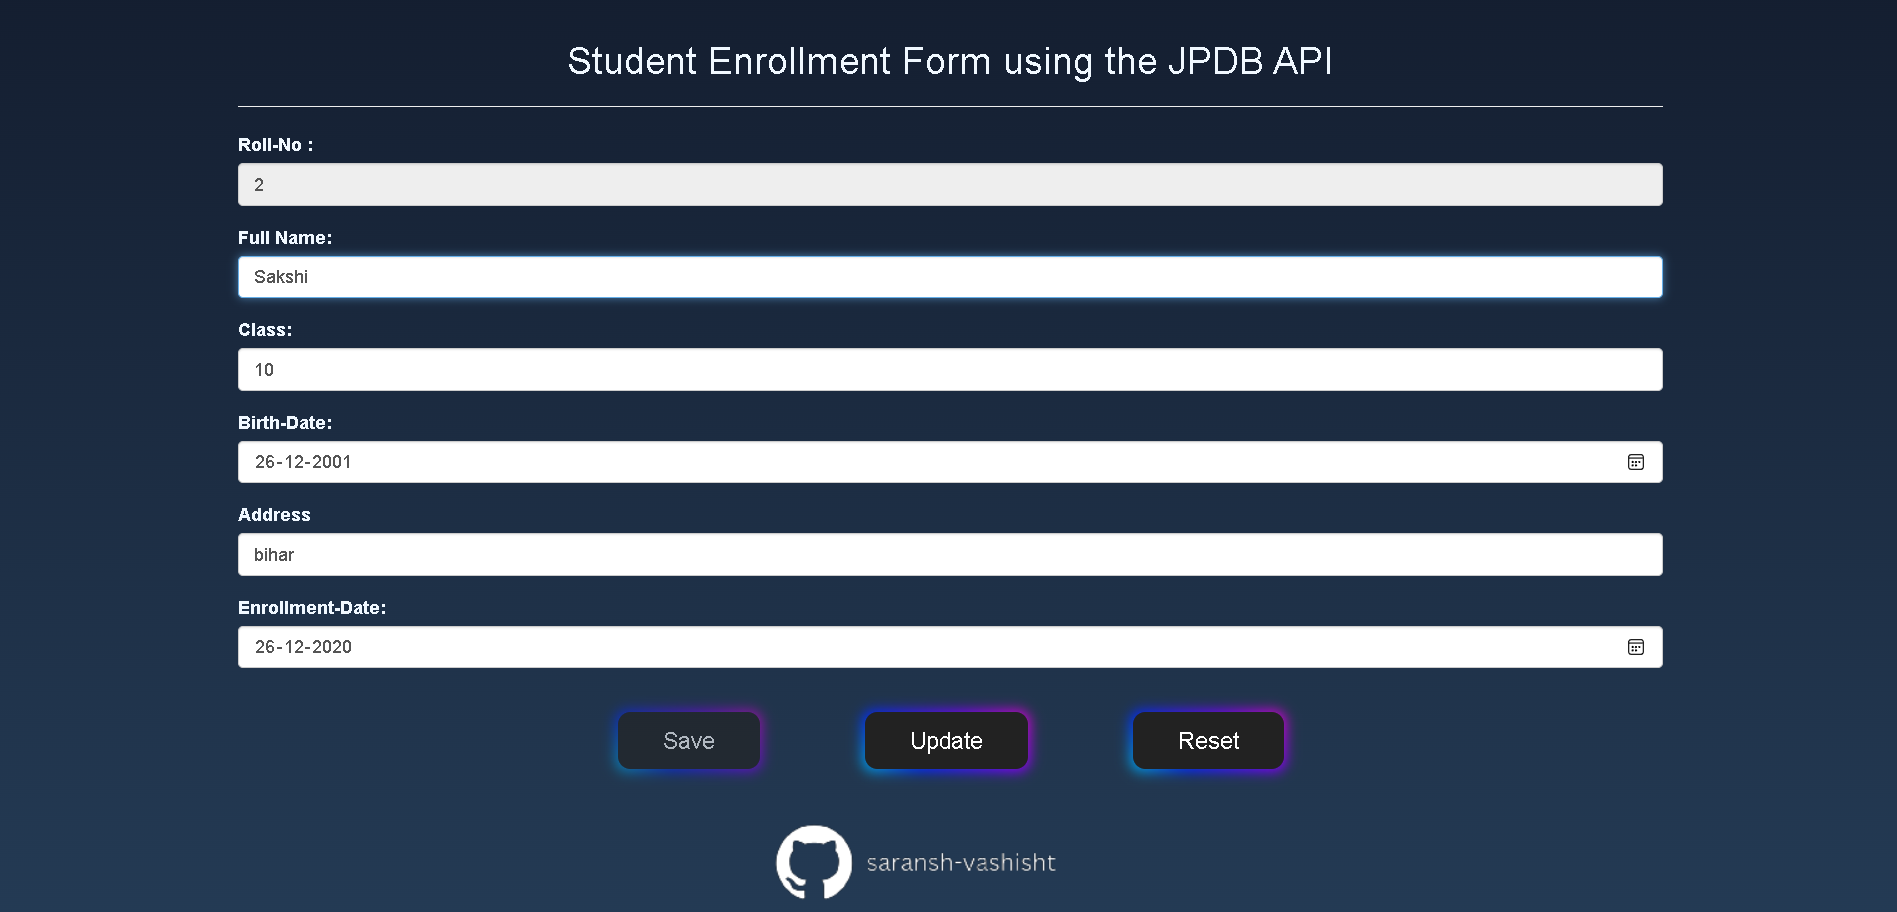 Student Enrollment Form using the JPDB API
Roll-No :
2
Full Name:
Sakshi
Class:
10
Birth-Date:
26-12-2001
Address
bihar
Enrollment-Date:
26-12-2020
Save Update Reset
saransh-vashisht